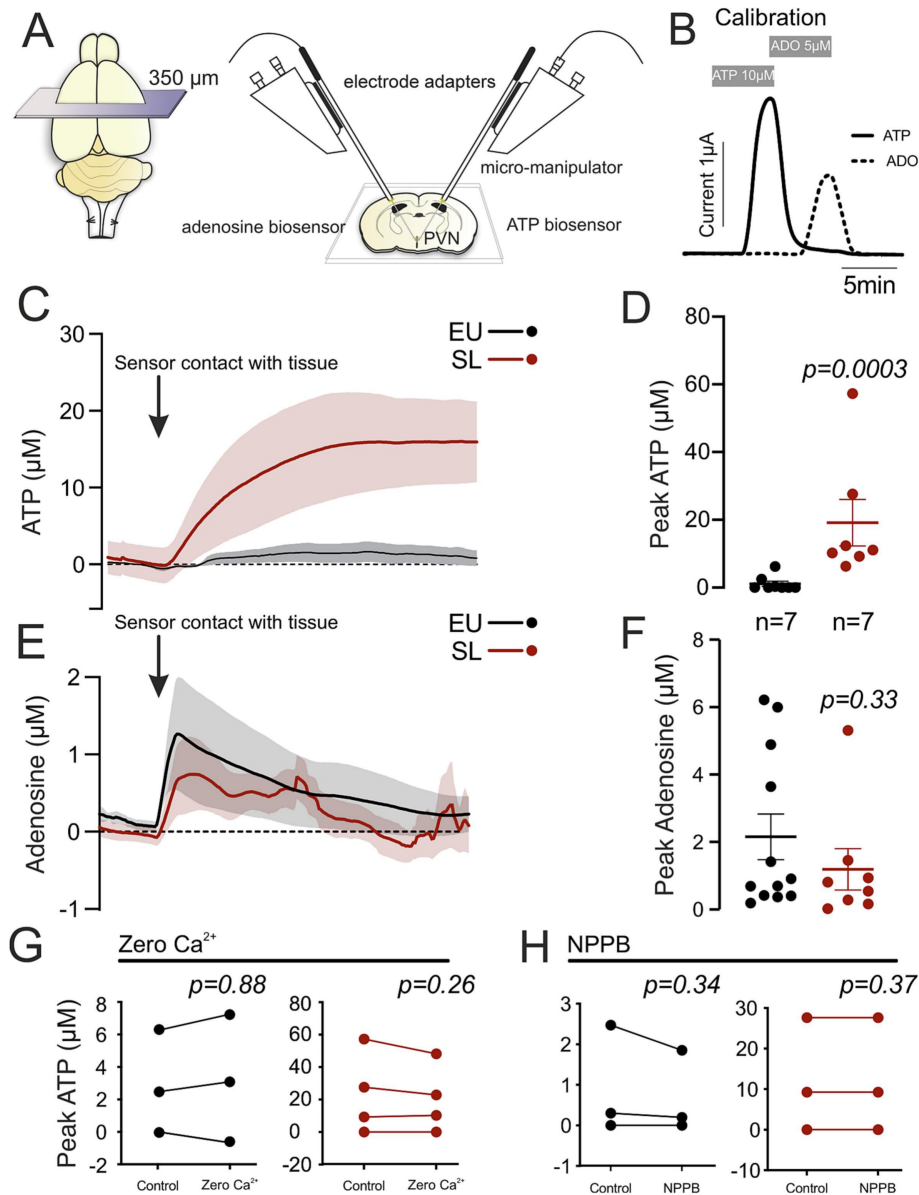 A
350 µm
electrode adapters
micro-manipulator
adenosine biosensor
ATP biosensor
PVN
B
Calibration
ADO 5µM
ATP 10µM
ATP
ADO
Current 1µA
5min
C
EU
SL
Sensor contact with tissue
ATP (µM)
30
20
10
0
D
p=0.0003
Peak ATP (µM)
80
60
40
20
0
n=7
n=7
E
Sensor contact with tissue
EU
SL
Adenosine (µM)
2
1
0
-1
F
p=0.33
Peak Adenosine (µM)
8
6
4
2
0
G
Zero Ca²⁺
p=0.88
p=0.26
Peak ATP (µM)
8
6
4
2
0
-2
Control
Zero Ca²⁺
80
60
40
20
0
-20
Control
Zero Ca²⁺
H
NPPB
p=0.34
p=0.37
3
2
1
0
-1
Control
NPPB
30
20
10
0
-10
Control
NPPB